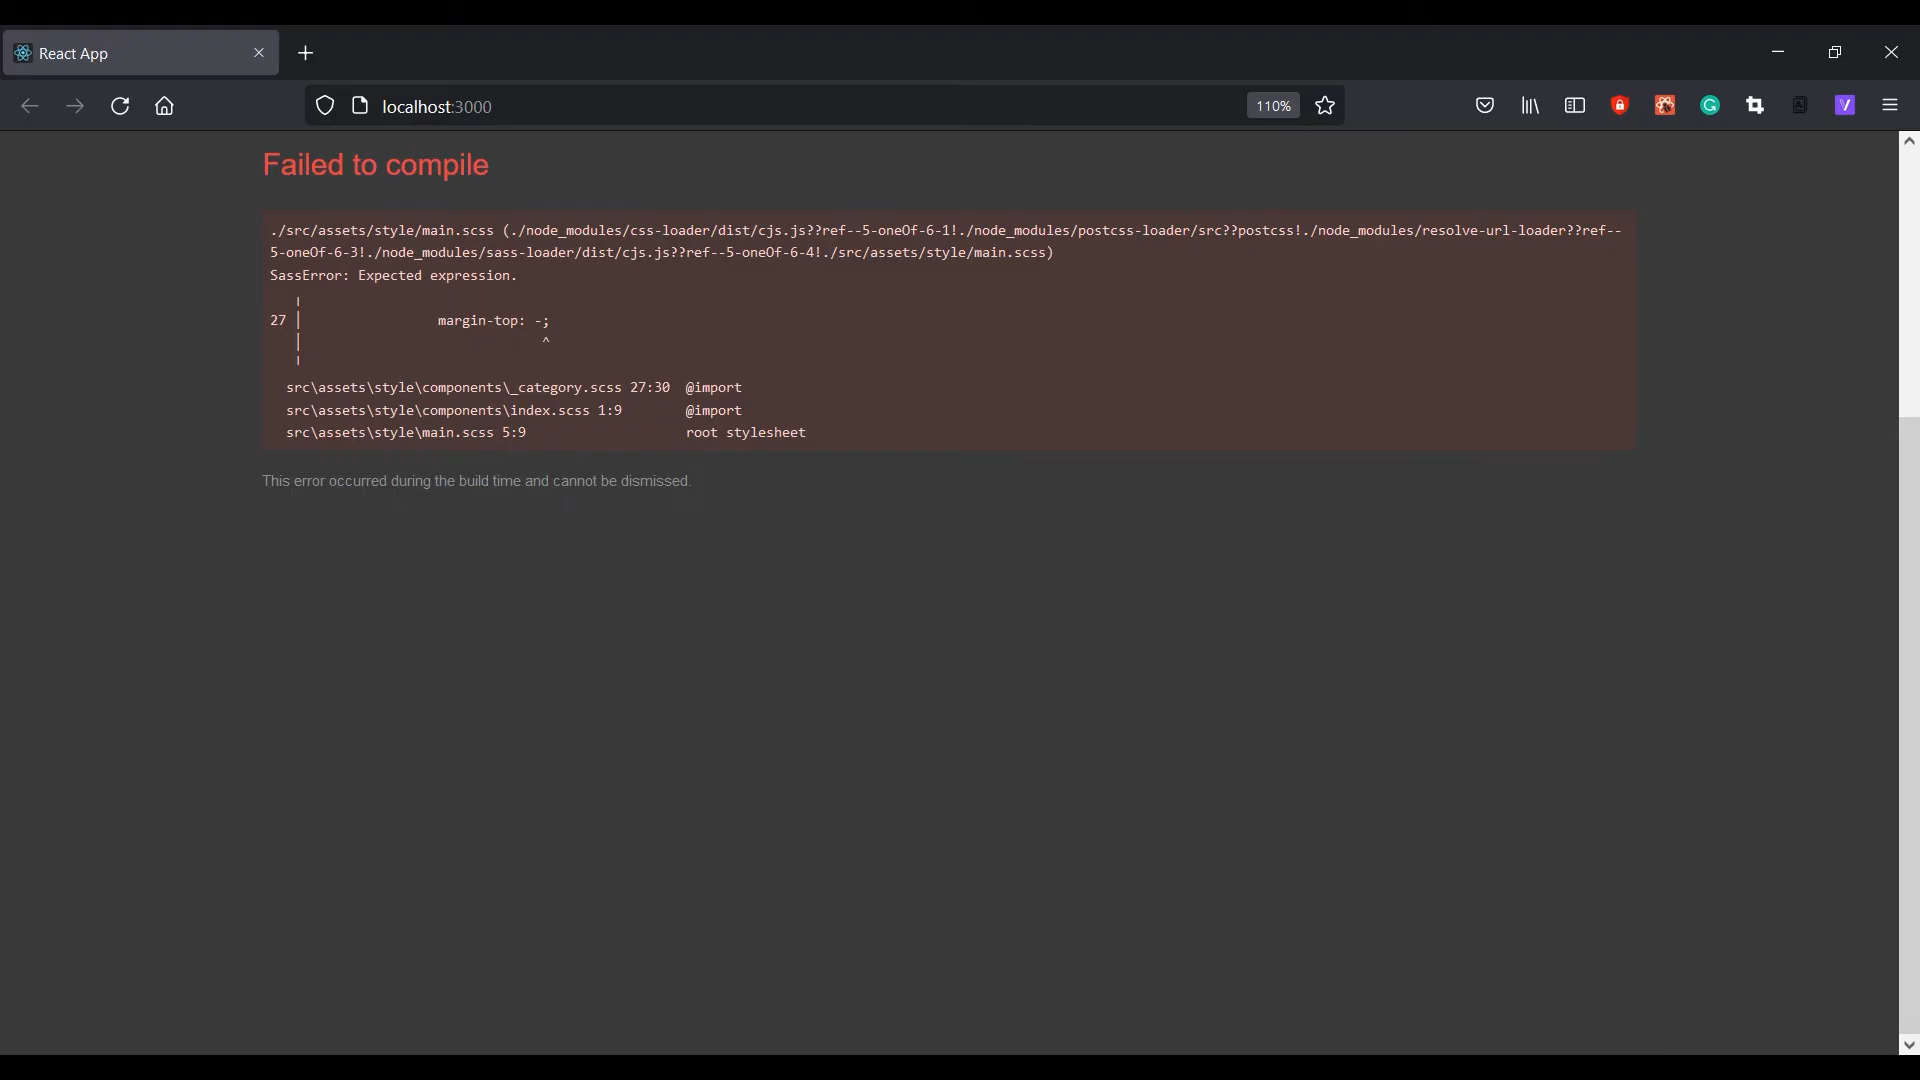 React App
localhost:3000
110%
Failed to compile
./src/assets/style/main.scss (./node_modules/css-loader/dist/cjs.js??ref--5-oneOf-6-1!./node_modules/postcss-loader/src??postcss!./node_modules/resolve-url-loader??ref--
5-oneOf-6-3!./node_modules/sass-loader/dist/cjs.js??ref--5-oneOf-6-4!./src/assets/style/main.scss)
SassError: Expected expression.
╷
27 │                 margin-top: -;
│                              ^
╵
src\assets\style\components\_category.scss 27:30  @import
src\assets\style\components\index.scss 1:9        @import
src\assets\style\main.scss 5:9                    root stylesheet
This error occurred during the build time and cannot be dismissed.